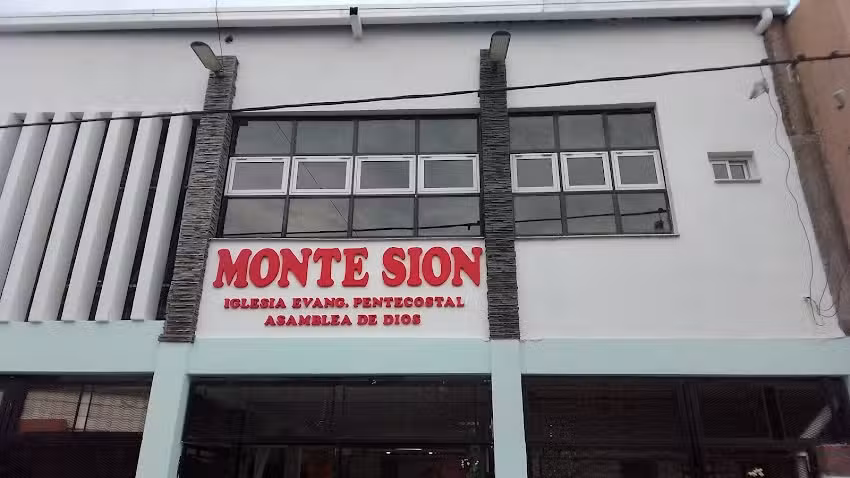 MONTE SION
IGLESIA EVANG. PENTECOSTAL
ASAMBLEA DE DIOS